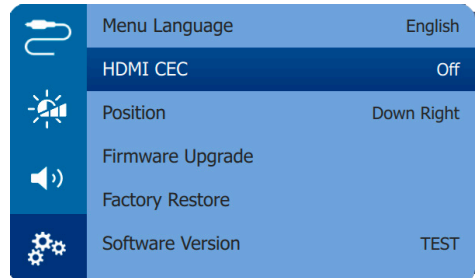 Menu Language English
HDMI CEC Off
Position Down Right
Firmware Upgrade
Factory Restore
Software Version TEST